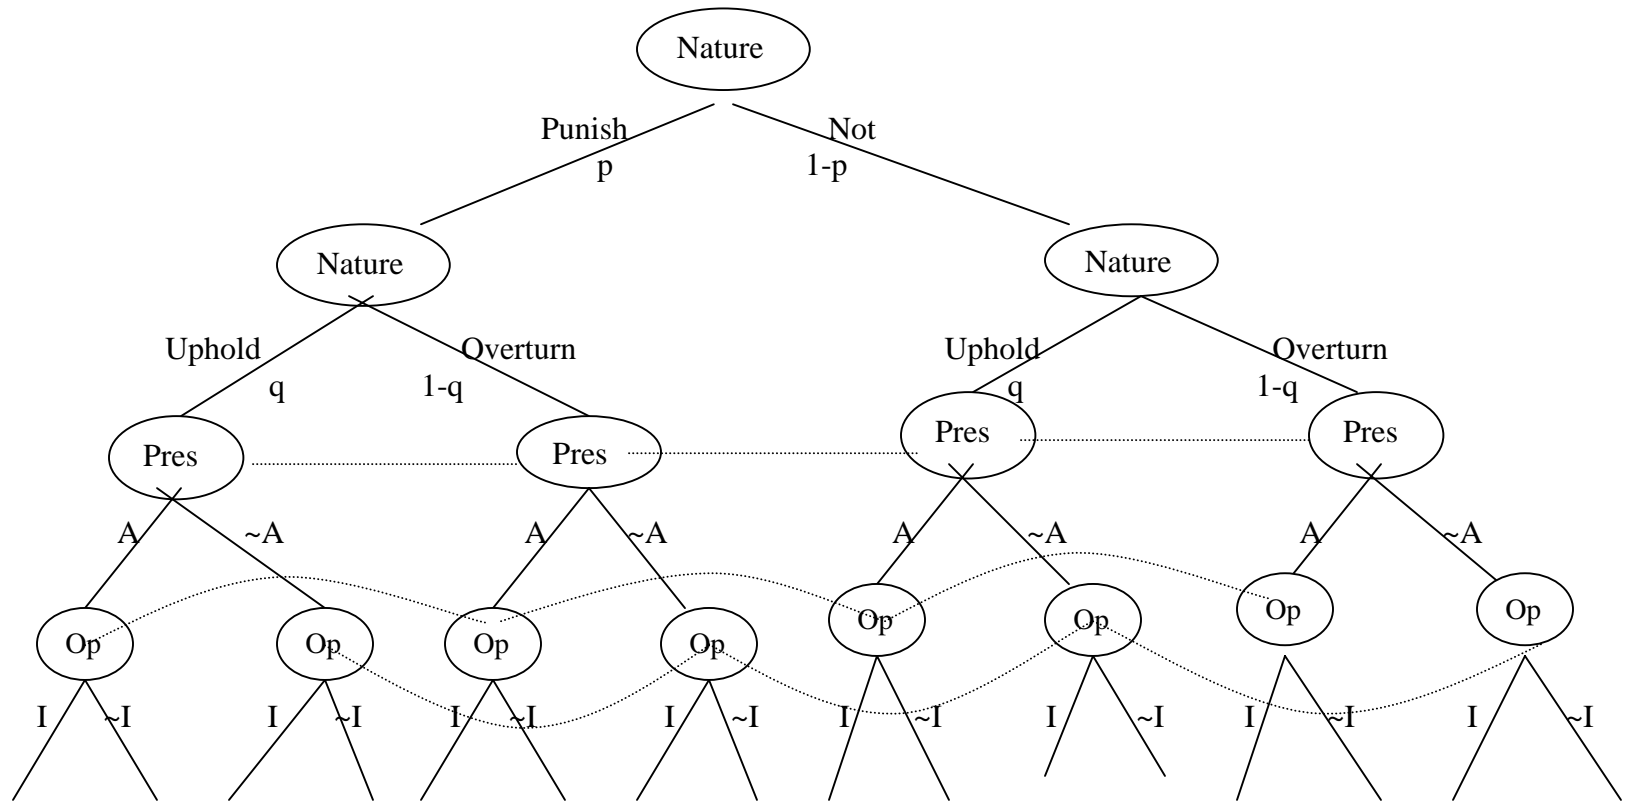 Nature
Punish Not
p 1-p
Nature Nature
Uphold Overturn Uphold Overturn
q 1-q q 1-q
Pres Pres Pres Pres
A ~A A ~A A ~A A ~A
Op Op Op Op Op Op Op Op
I ~I I ~I I ~I I ~I I ~I I ~I I ~I I ~I